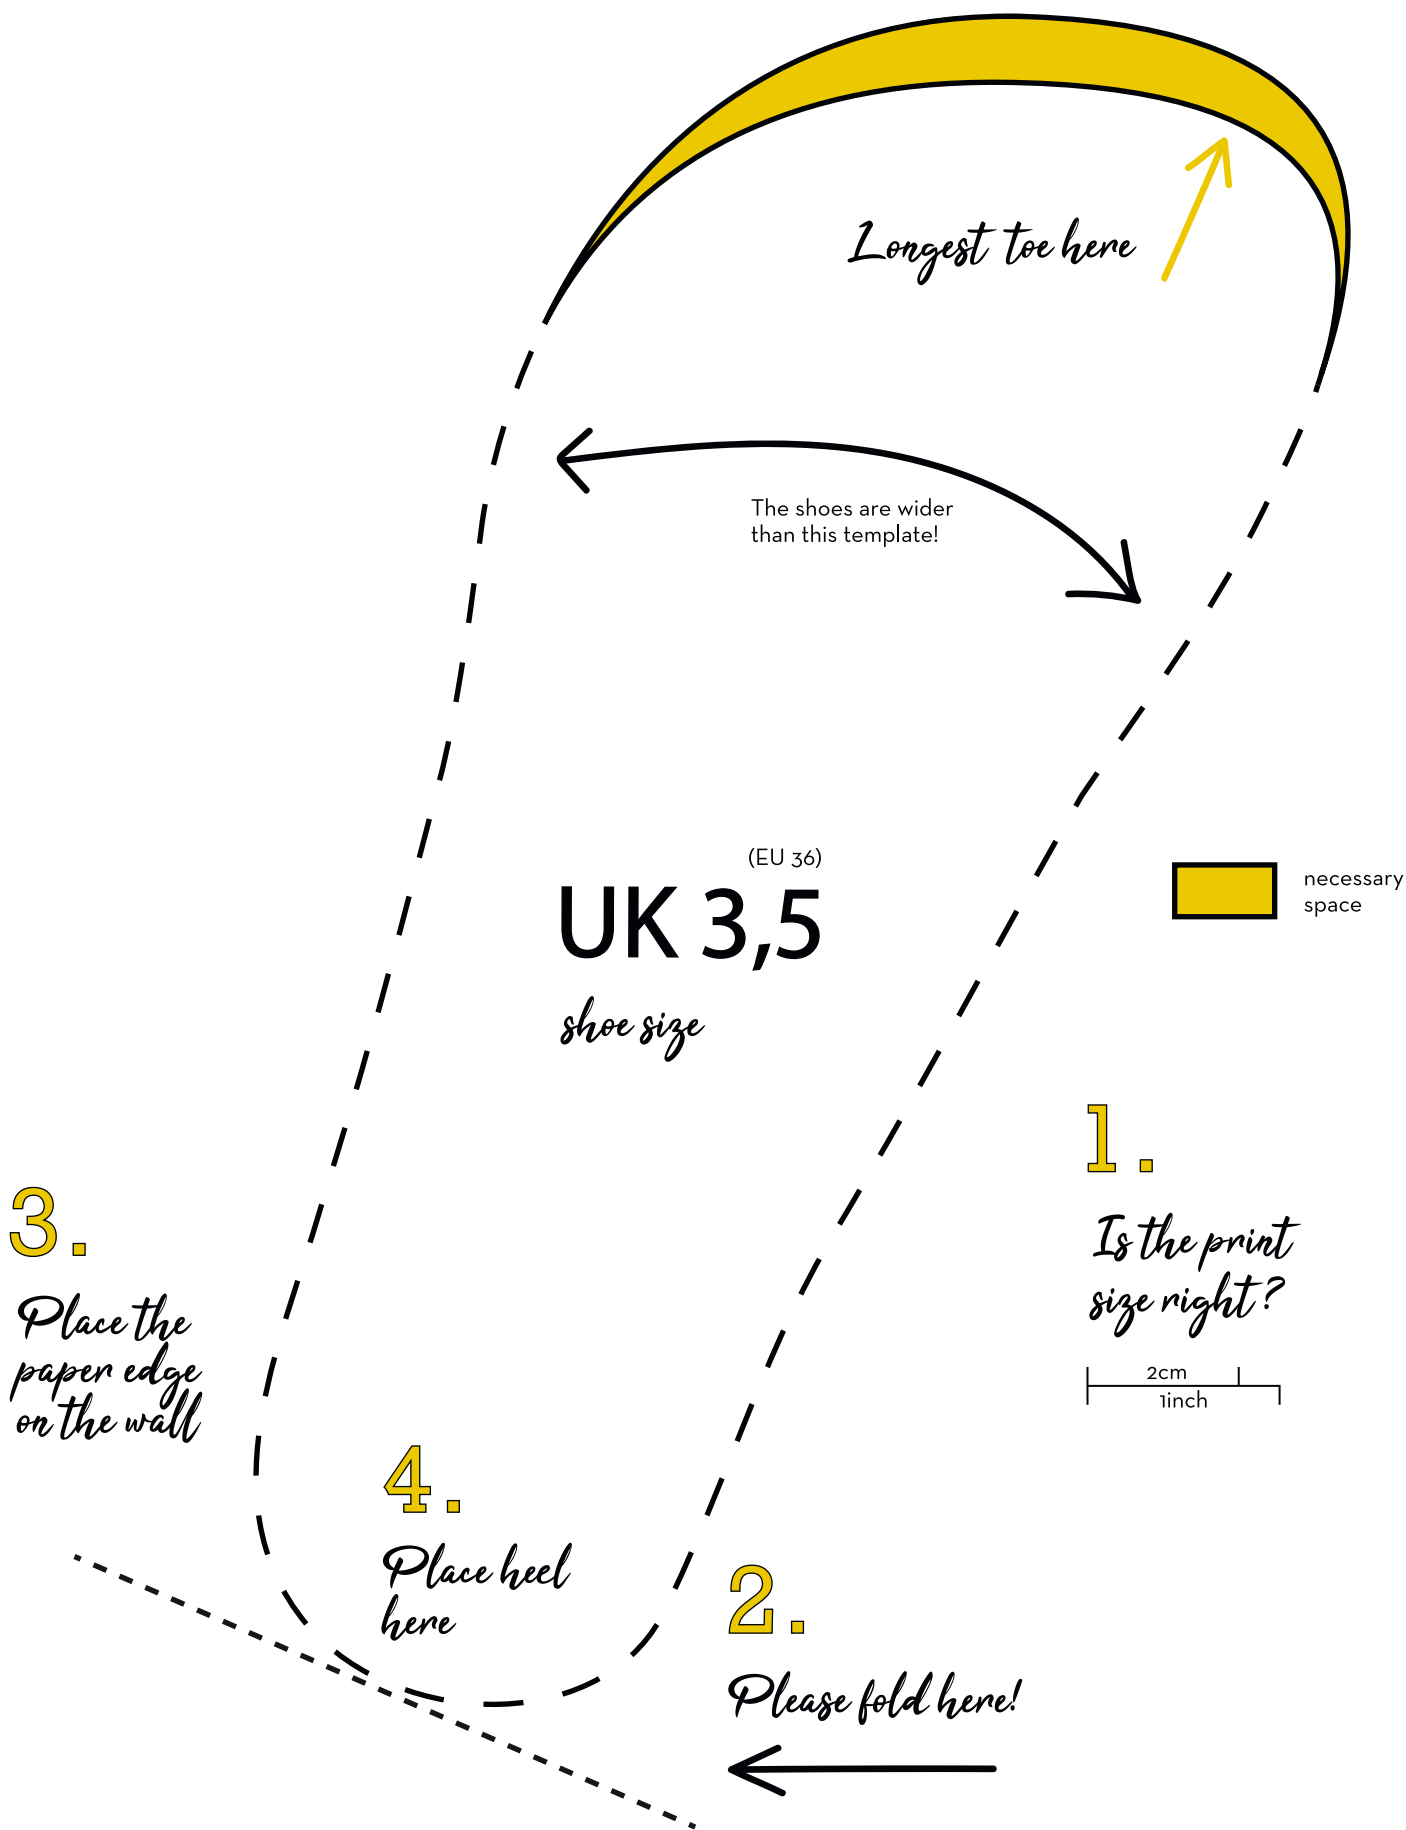 Longest toe here
The shoes are wider
than this template!
(EU 36)
UK 3,5
shoe size
necessary
space
1.
Is the print
size right?
2cm
1inch
3.
Place the
paper edge
on the wall
4.
Place heel
here
2.
Please fold here!